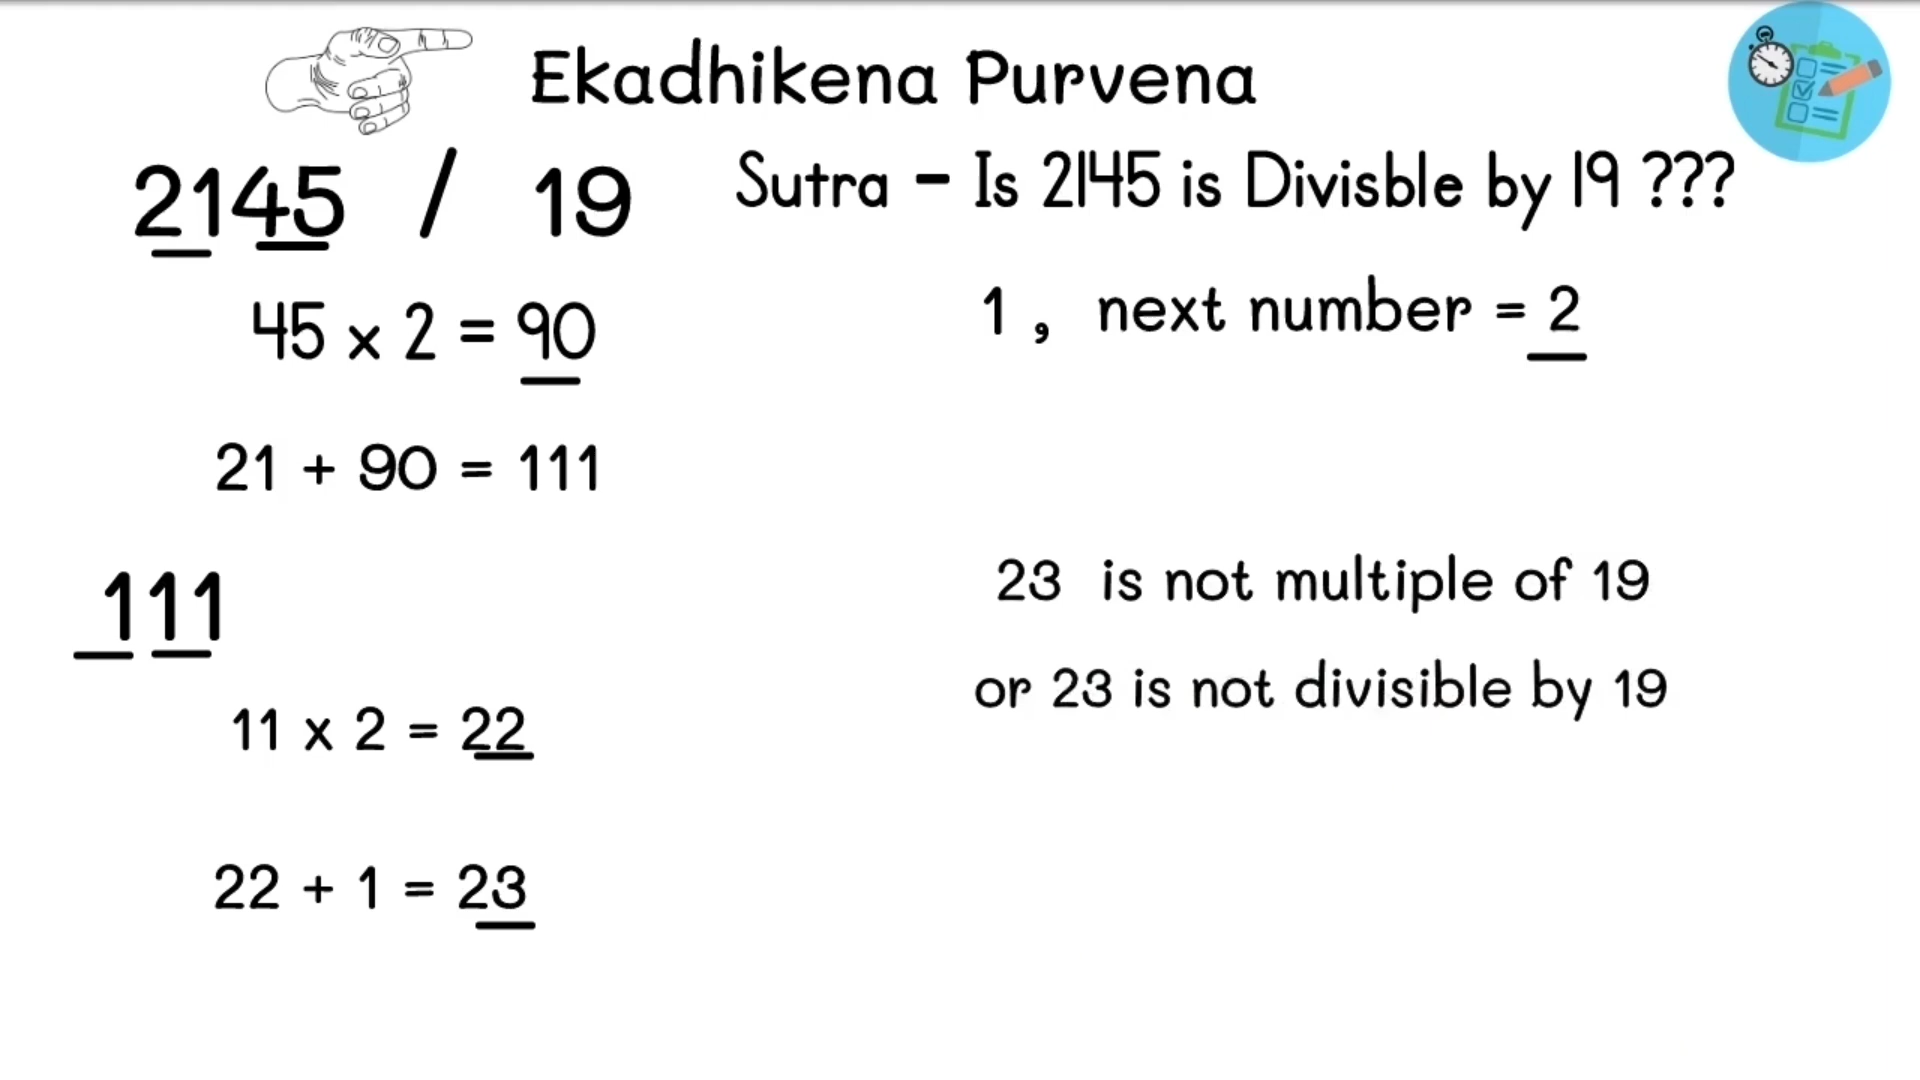 Ekadhikena Purvena
2145 / 19
Sutra - Is 2145 is Divisble by 19 ???
45 x 2 = 90
1 , next number = 2
21 + 90 = 111
111
23 is not multiple of 19
or 23 is not divisible by 19
11 x 2 = 22
22 + 1 = 23